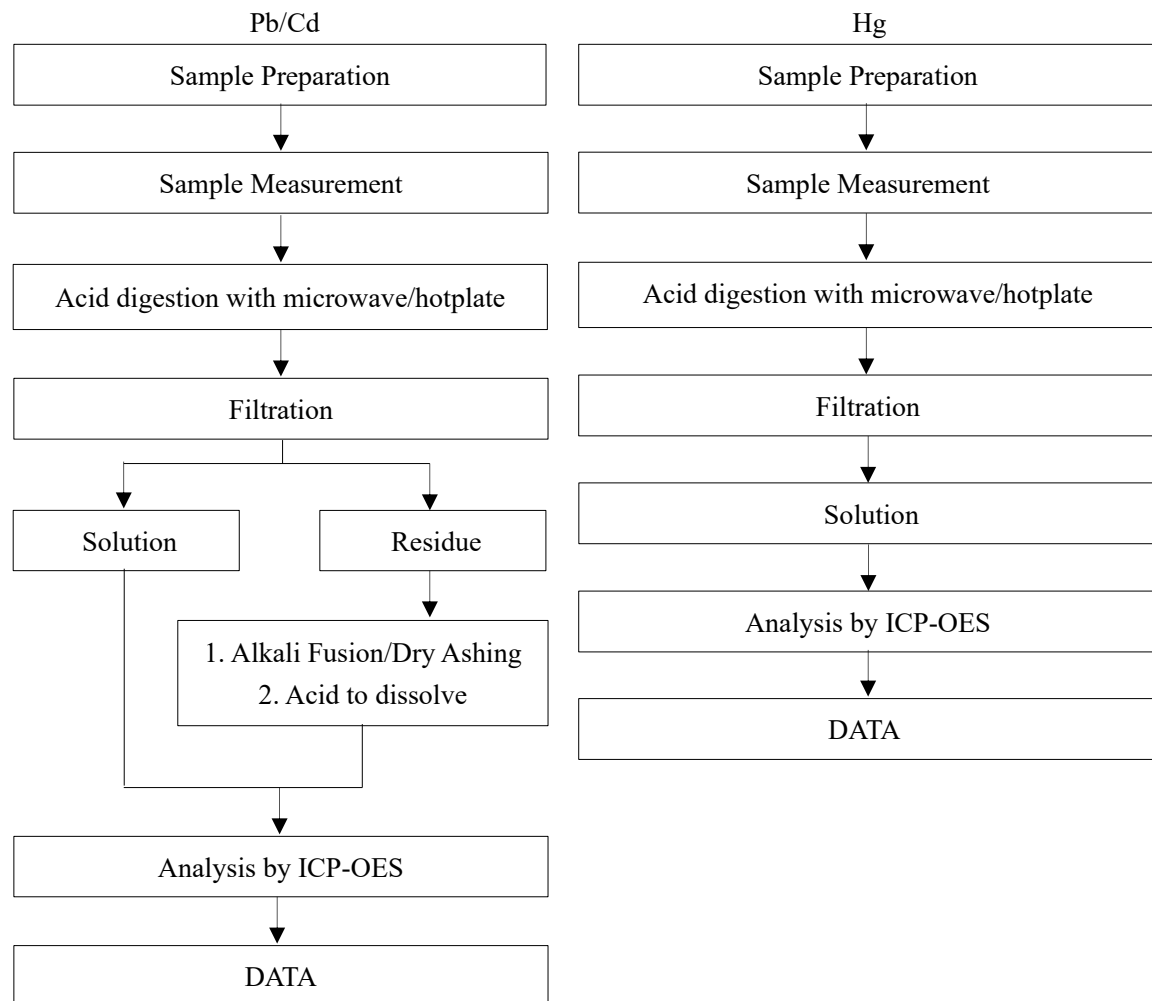 Pb/Cd
Sample Preparation
Sample Measurement
Acid digestion with microwave/hotplate
Filtration
Solution
Residue
1. Alkali Fusion/Dry Ashing
2. Acid to dissolve
Analysis by ICP-OES
DATA
Hg
Sample Preparation
Sample Measurement
Acid digestion with microwave/hotplate
Filtration
Solution
Analysis by ICP-OES
DATA